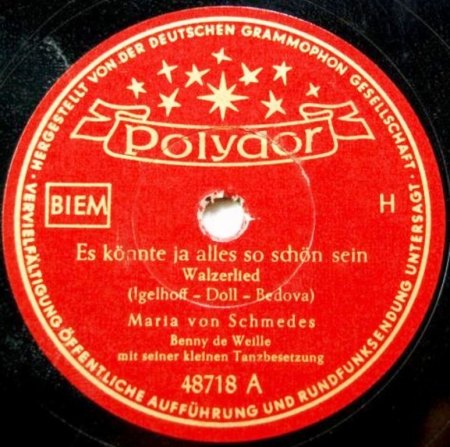 HERGESTELLT VON DER DEUTSCHEN GRAMMOPHON GESELLSCHAFT · VERVIELFÄLTIGUNG ÖFFENTLICHE AUFFÜHRUNG UND RUNDFUNKSENDUNG UNTERSAGT ·
Polydor
BIEM
H
Es könnte ja alles so schön sein
Walzerlied
(Igelhoff - Doll - Bedova)
Maria von Schmedes
Benny de Weille
mit seiner kleinen Tanzbesetzung
48718 A